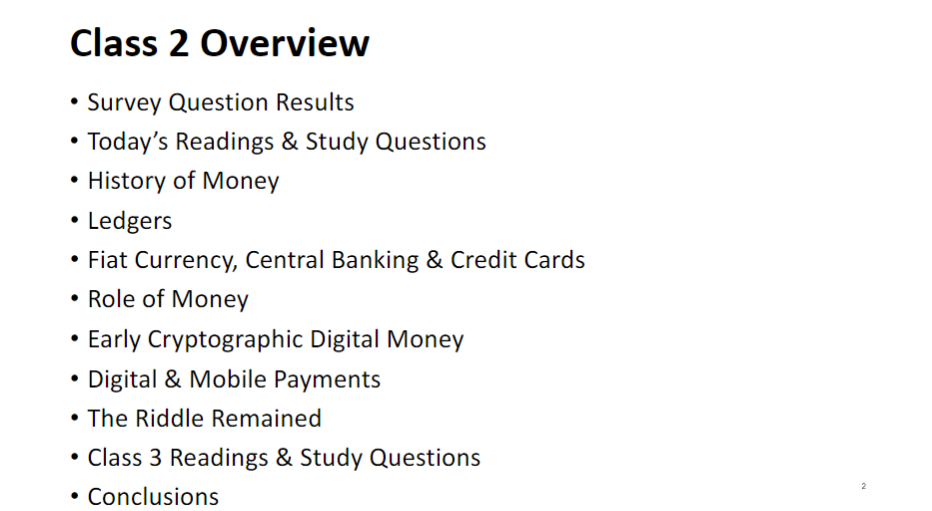 Class 2 Overview
• Survey Question Results
• Today’s Readings & Study Questions
• History of Money
• Ledgers
• Fiat Currency, Central Banking & Credit Cards
• Role of Money
• Early Cryptographic Digital Money
• Digital & Mobile Payments
• The Riddle Remained
• Class 3 Readings & Study Questions
• Conclusions
2